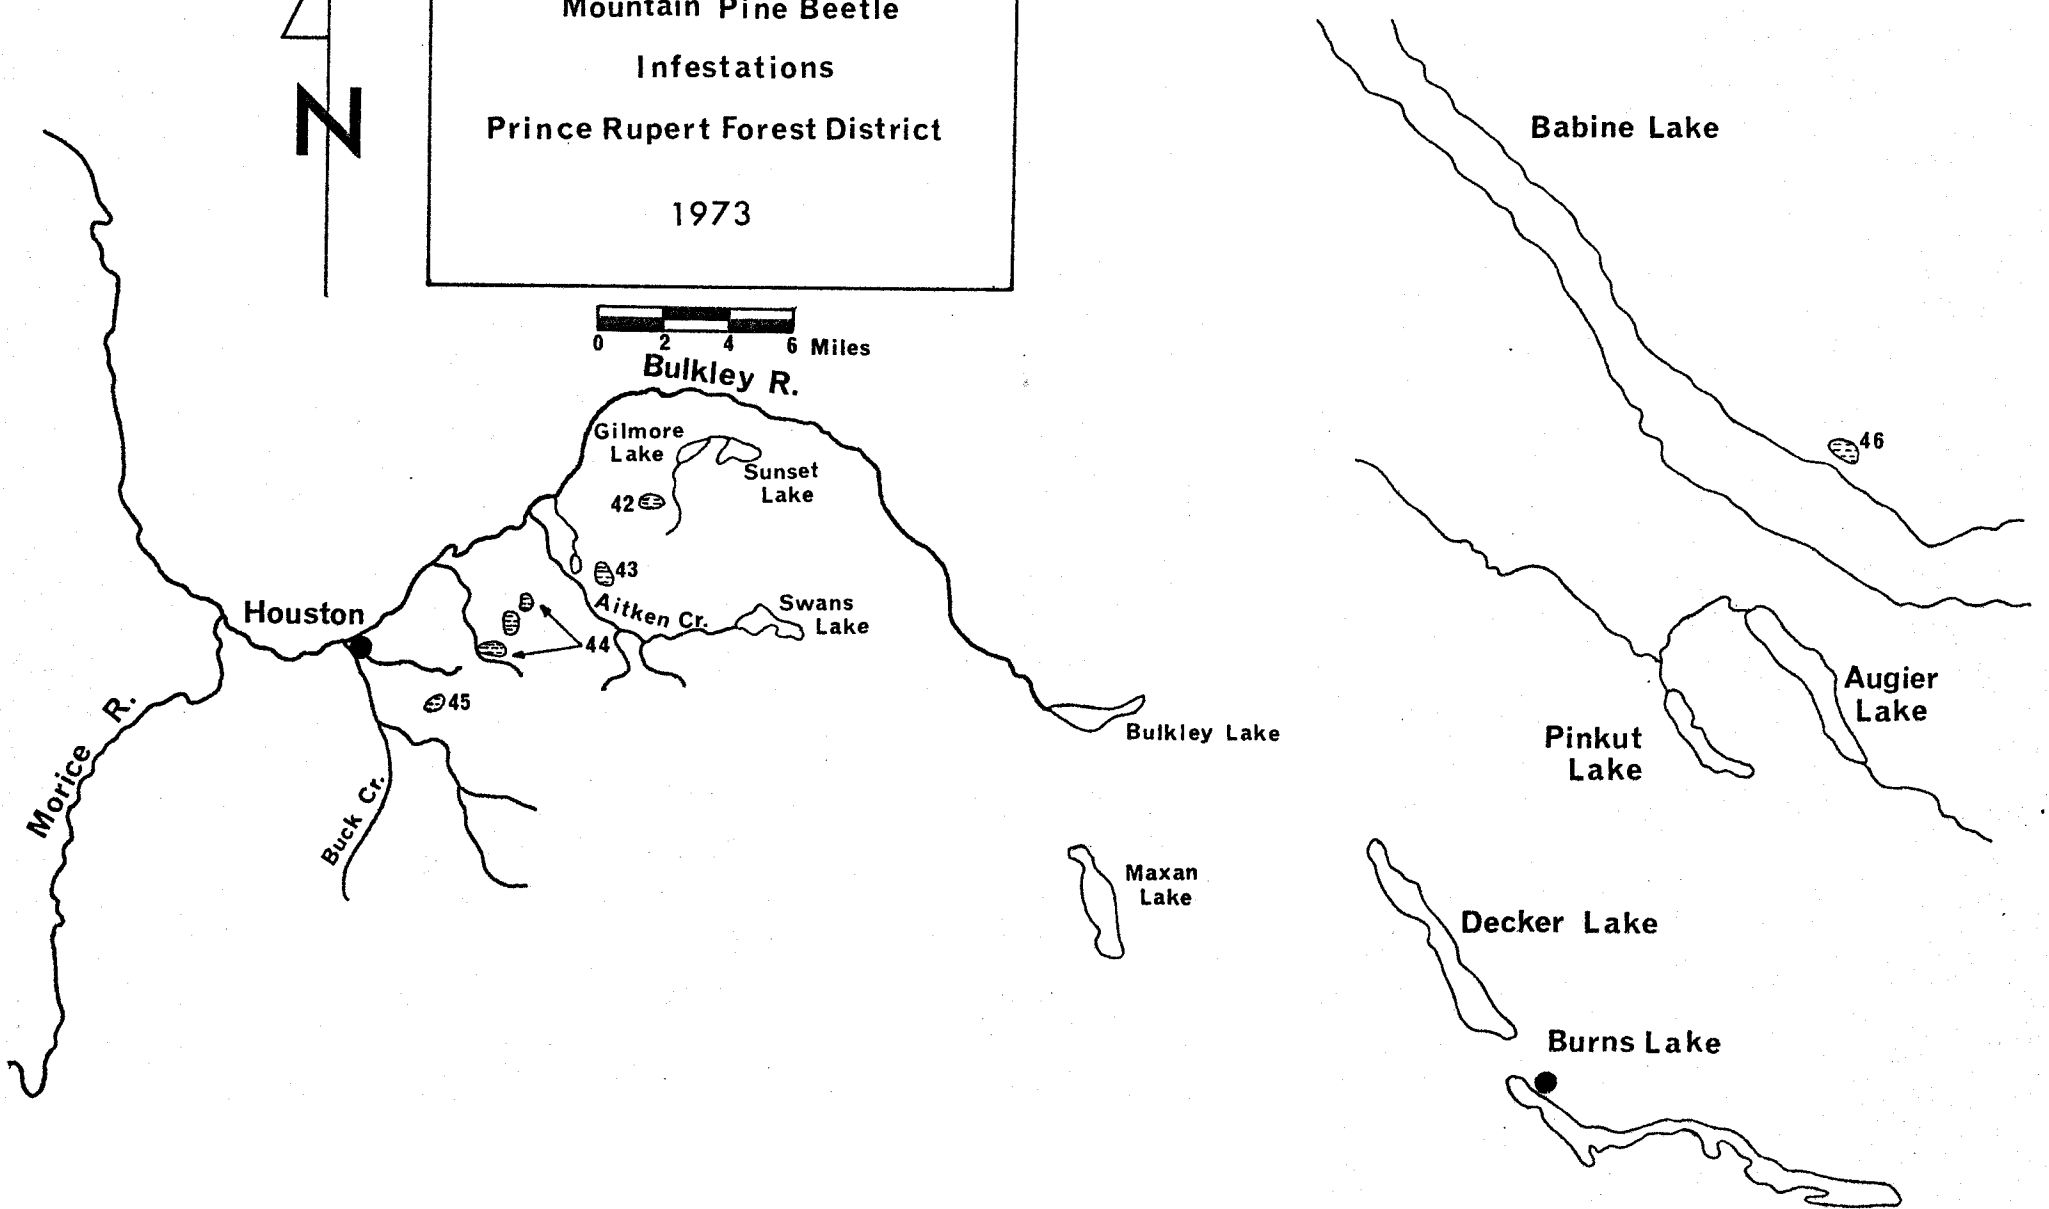 Mountain Pine Beetle
Infestations
Prince Rupert Forest District
1973
N
0 2 4 6 Miles
Bulkley R.
Babine Lake
Gilmore
Lake
Sunset
Lake
42
46
43
Houston
Aitken Cr.
Swans
Lake
44
45
Morice R.
Buck Cr.
Bulkley Lake
Augier
Lake
Pinkut
Lake
Maxan
Lake
Decker Lake
Burns Lake